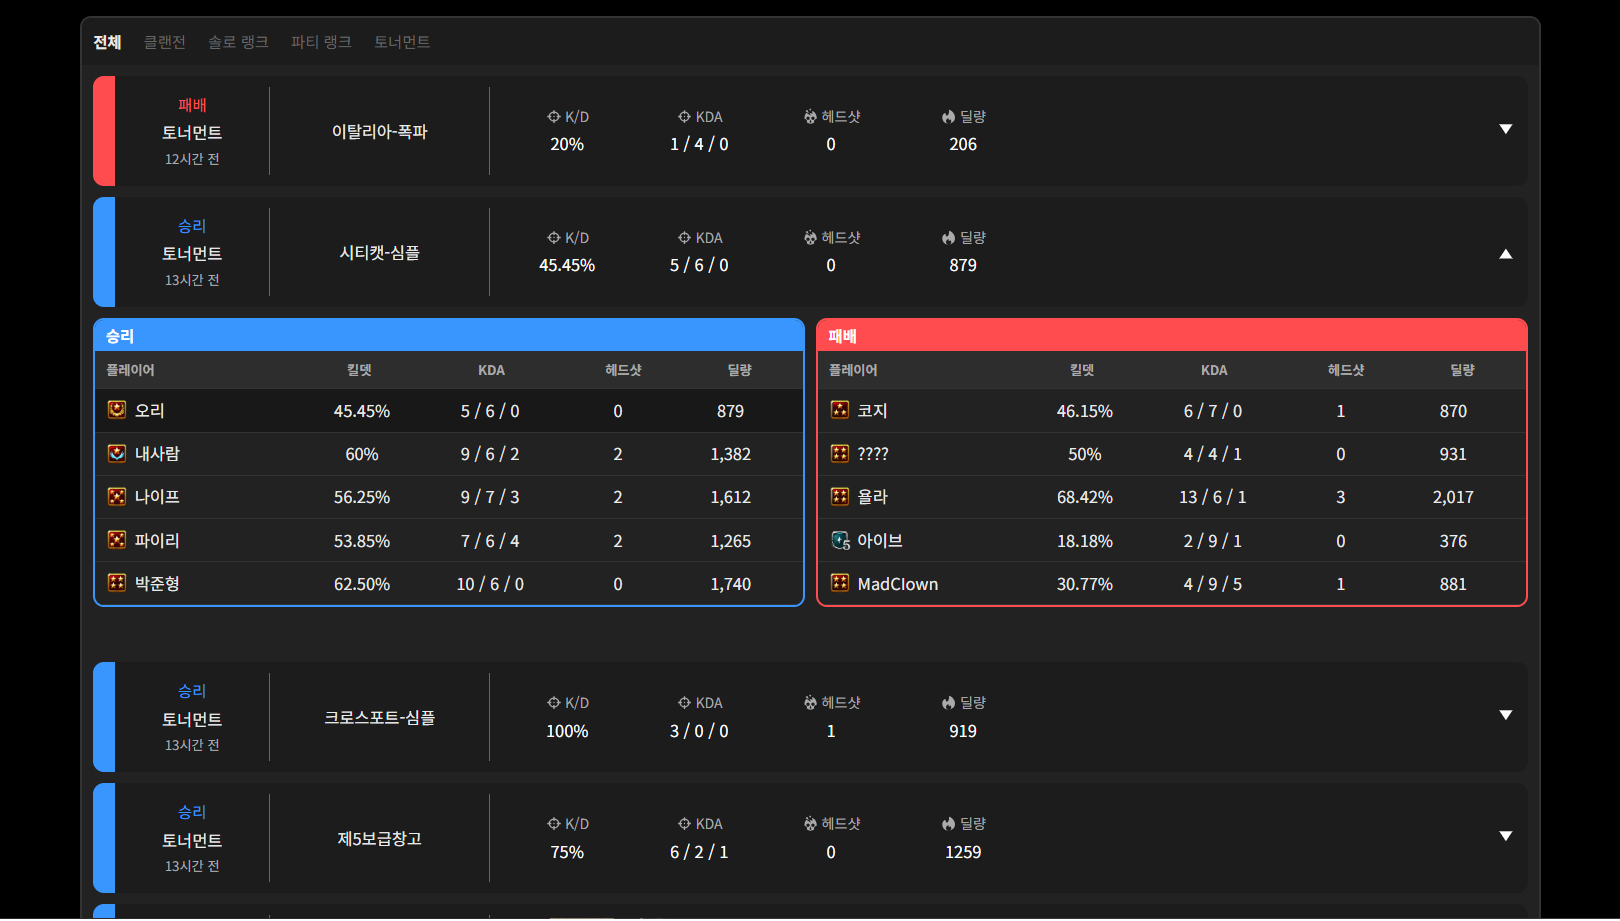 전체 클랜전 솔로 랭크 파티 랭크 토너먼트
패배
토너먼트
12시간 전
이탈리아-폭파
K/D KDA 헤드샷 딜량
20% 1 / 4 / 0 0 206
승리
토너먼트
13시간 전
시티캣-심플
K/D KDA 헤드샷 딜량
45.45% 5 / 6 / 0 0 879
승리
플레이어 킬뎃 KDA 헤드샷 딜량
오리 45.45% 5 / 6 / 0 0 879
내사람 60% 9 / 6 / 2 2 1,382
나이프 56.25% 9 / 7 / 3 2 1,612
파이리 53.85% 7 / 6 / 4 2 1,265
박준형 62.50% 10 / 6 / 0 0 1,740
패배
플레이어 킬뎃 KDA 헤드샷 딜량
코지 46.15% 6 / 7 / 0 1 870
???? 50% 4 / 4 / 1 0 931
욜라 68.42% 13 / 6 / 1 3 2,017
5 아이브 18.18% 2 / 9 / 1 0 376
MadClown 30.77% 4 / 9 / 5 1 881
승리
토너먼트
13시간 전
크로스포트-심플
K/D KDA 헤드샷 딜량
100% 3 / 0 / 0 1 919
승리
토너먼트
13시간 전
제5보급창고
K/D KDA 헤드샷 딜량
75% 6 / 2 / 1 0 1259